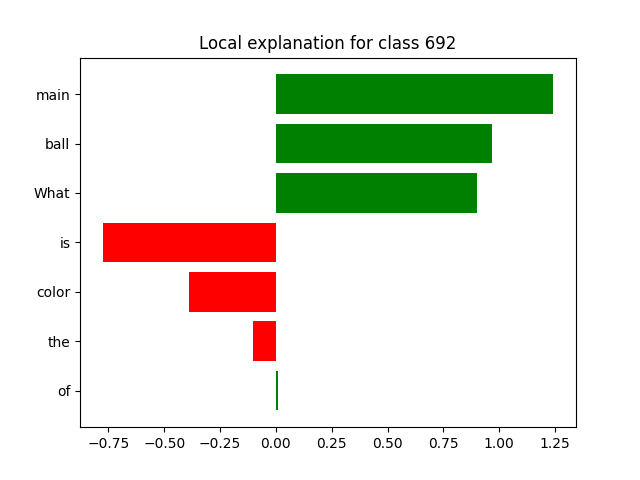 Local explanation for class 692
main
ball
What
is
color
the
of
−0.75 −0.50 −0.25 0.00 0.25 0.50 0.75 1.00 1.25